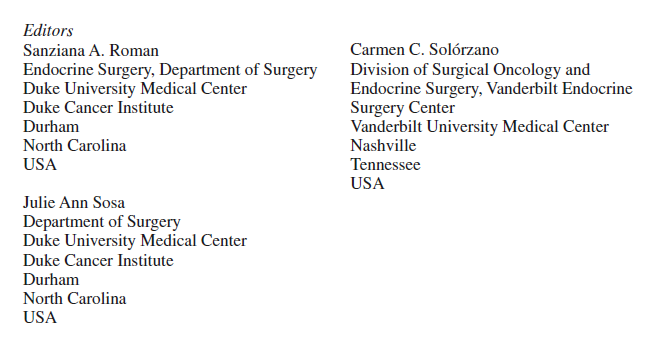 Editors
Sanziana A. Roman
Endocrine Surgery, Department of Surgery
Duke University Medical Center
Duke Cancer Institute
Durham
North Carolina
USA
Julie Ann Sosa
Department of Surgery
Duke University Medical Center
Duke Cancer Institute
Durham
North Carolina
USA
Carmen C. Solórzano
Division of Surgical Oncology and
Endocrine Surgery, Vanderbilt Endocrine
Surgery Center
Vanderbilt University Medical Center
Nashville
Tennessee
USA